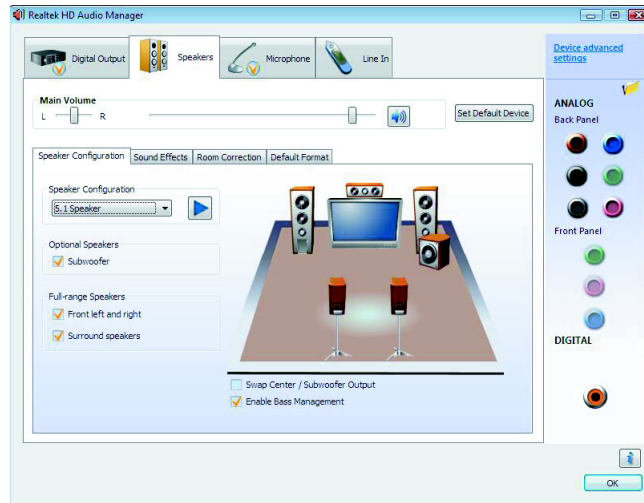 Realtek HD Audio Manager
Digital Output
Speakers
Microphone
Line In
Device advanced
settings
Main Volume
L
R
Set Default Device
ANALOG
Back Panel
Speaker Configuration
Sound Effects
Room Correction
Default Format
Speaker Configuration
5.1 Speaker
Optional Speakers
Subwoofer
Full-range Speakers
Front left and right
Surround speakers
Swap Center / Subwoofer Output
Enable Bass Management
Front Panel
DIGITAL
OK